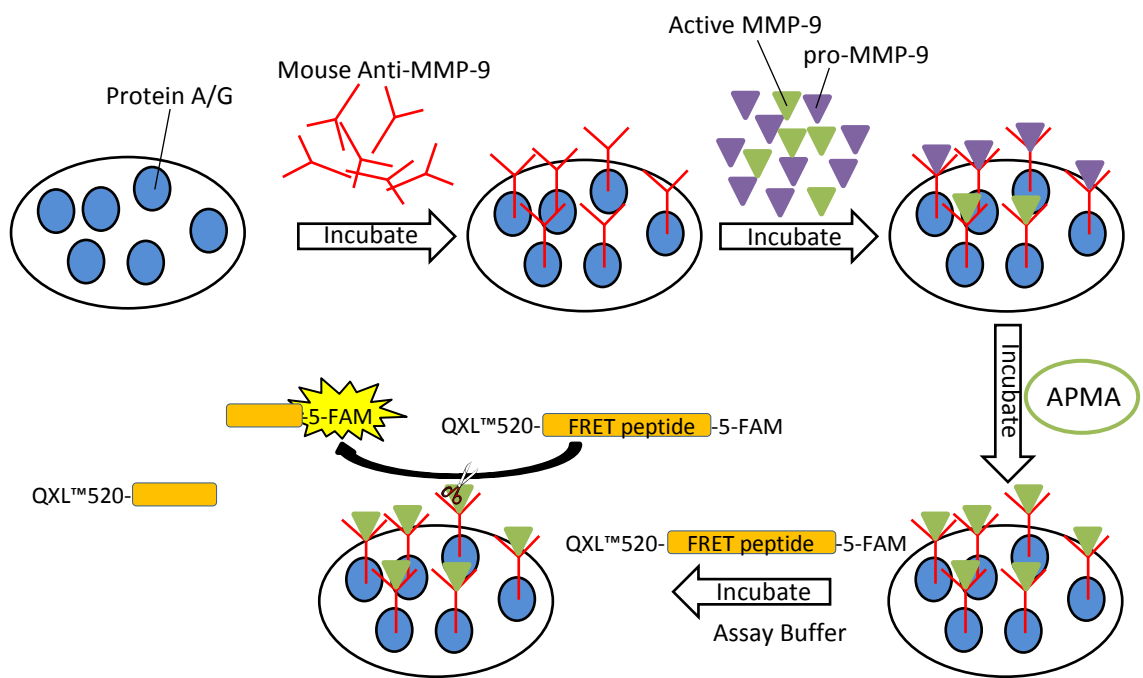 Protein A/G
Mouse Anti-MMP-9
Incubate
Active MMP-9
pro-MMP-9
Incubate
Incubate
APMA
QXL™520-FRET peptide-5-FAM
Incubate
Assay Buffer
QXL™520-FRET peptide-5-FAM
-5-FAM
QXL™520-